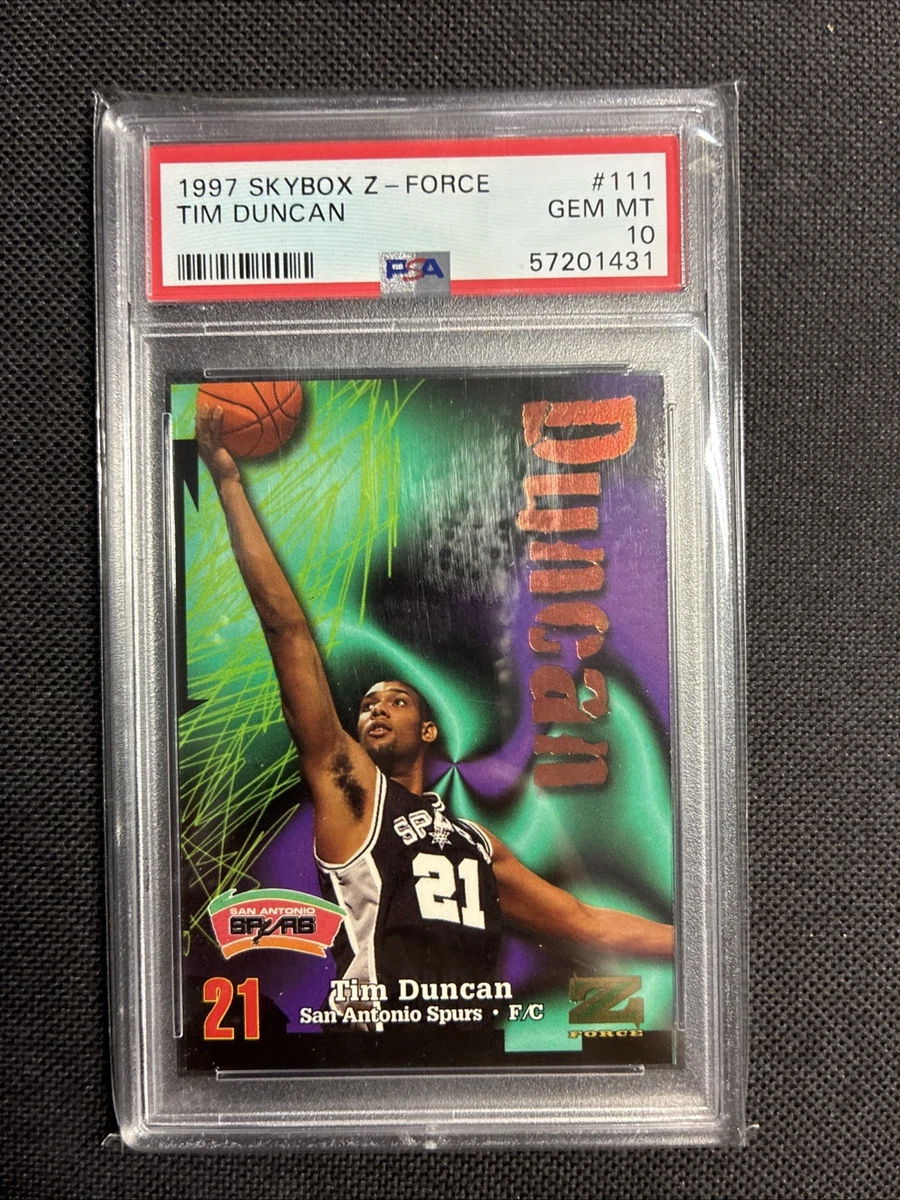 1997 SKYBOX Z-FORCE #111
TIM DUNCAN GEM MT
10
PSA 57201431
Duncan
SPURS
21
SAN ANTONIO
SPURS
21
Tim Duncan
San Antonio Spurs • F/C
Z
FORCE